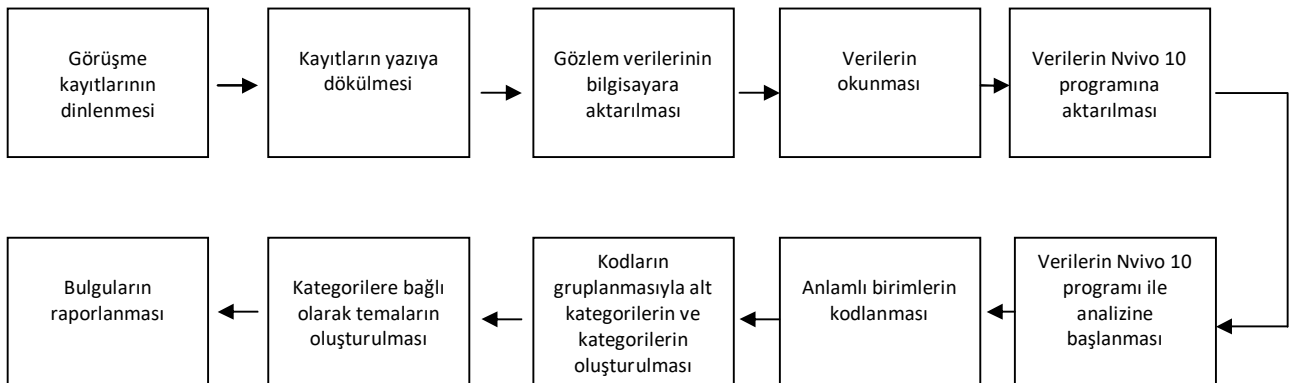 Görüşme
kayıtlarının
dinlenmesi
Kayıtların yazıya
dökülmesi
Gözlem verilerinin
bilgisayara
aktarılması
Verilerin
okunması
Verilerin Nvivo 10
programına
aktarılması
Verilerin Nvivo 10
programı ile
analizine
başlanması
Anlamlı birimlerin
kodlanması
Kodların
gruplanmasıyla alt
kategorilerin ve
kategorilerin
oluşturulması
Kategorilere bağlı
olarak temaların
oluşturulması
Bulguların
raporlanması